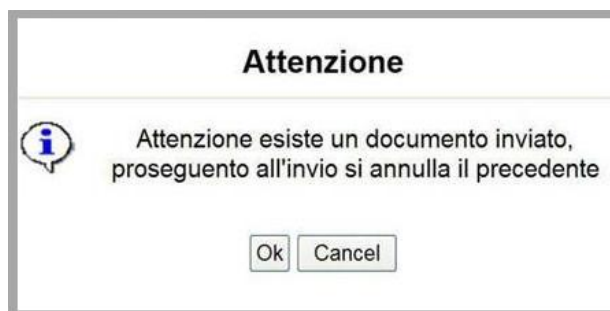 Attenzione
Attenzione esiste un documento inviato,
proseguento all'invio si annulla il precedente
Ok Cancel